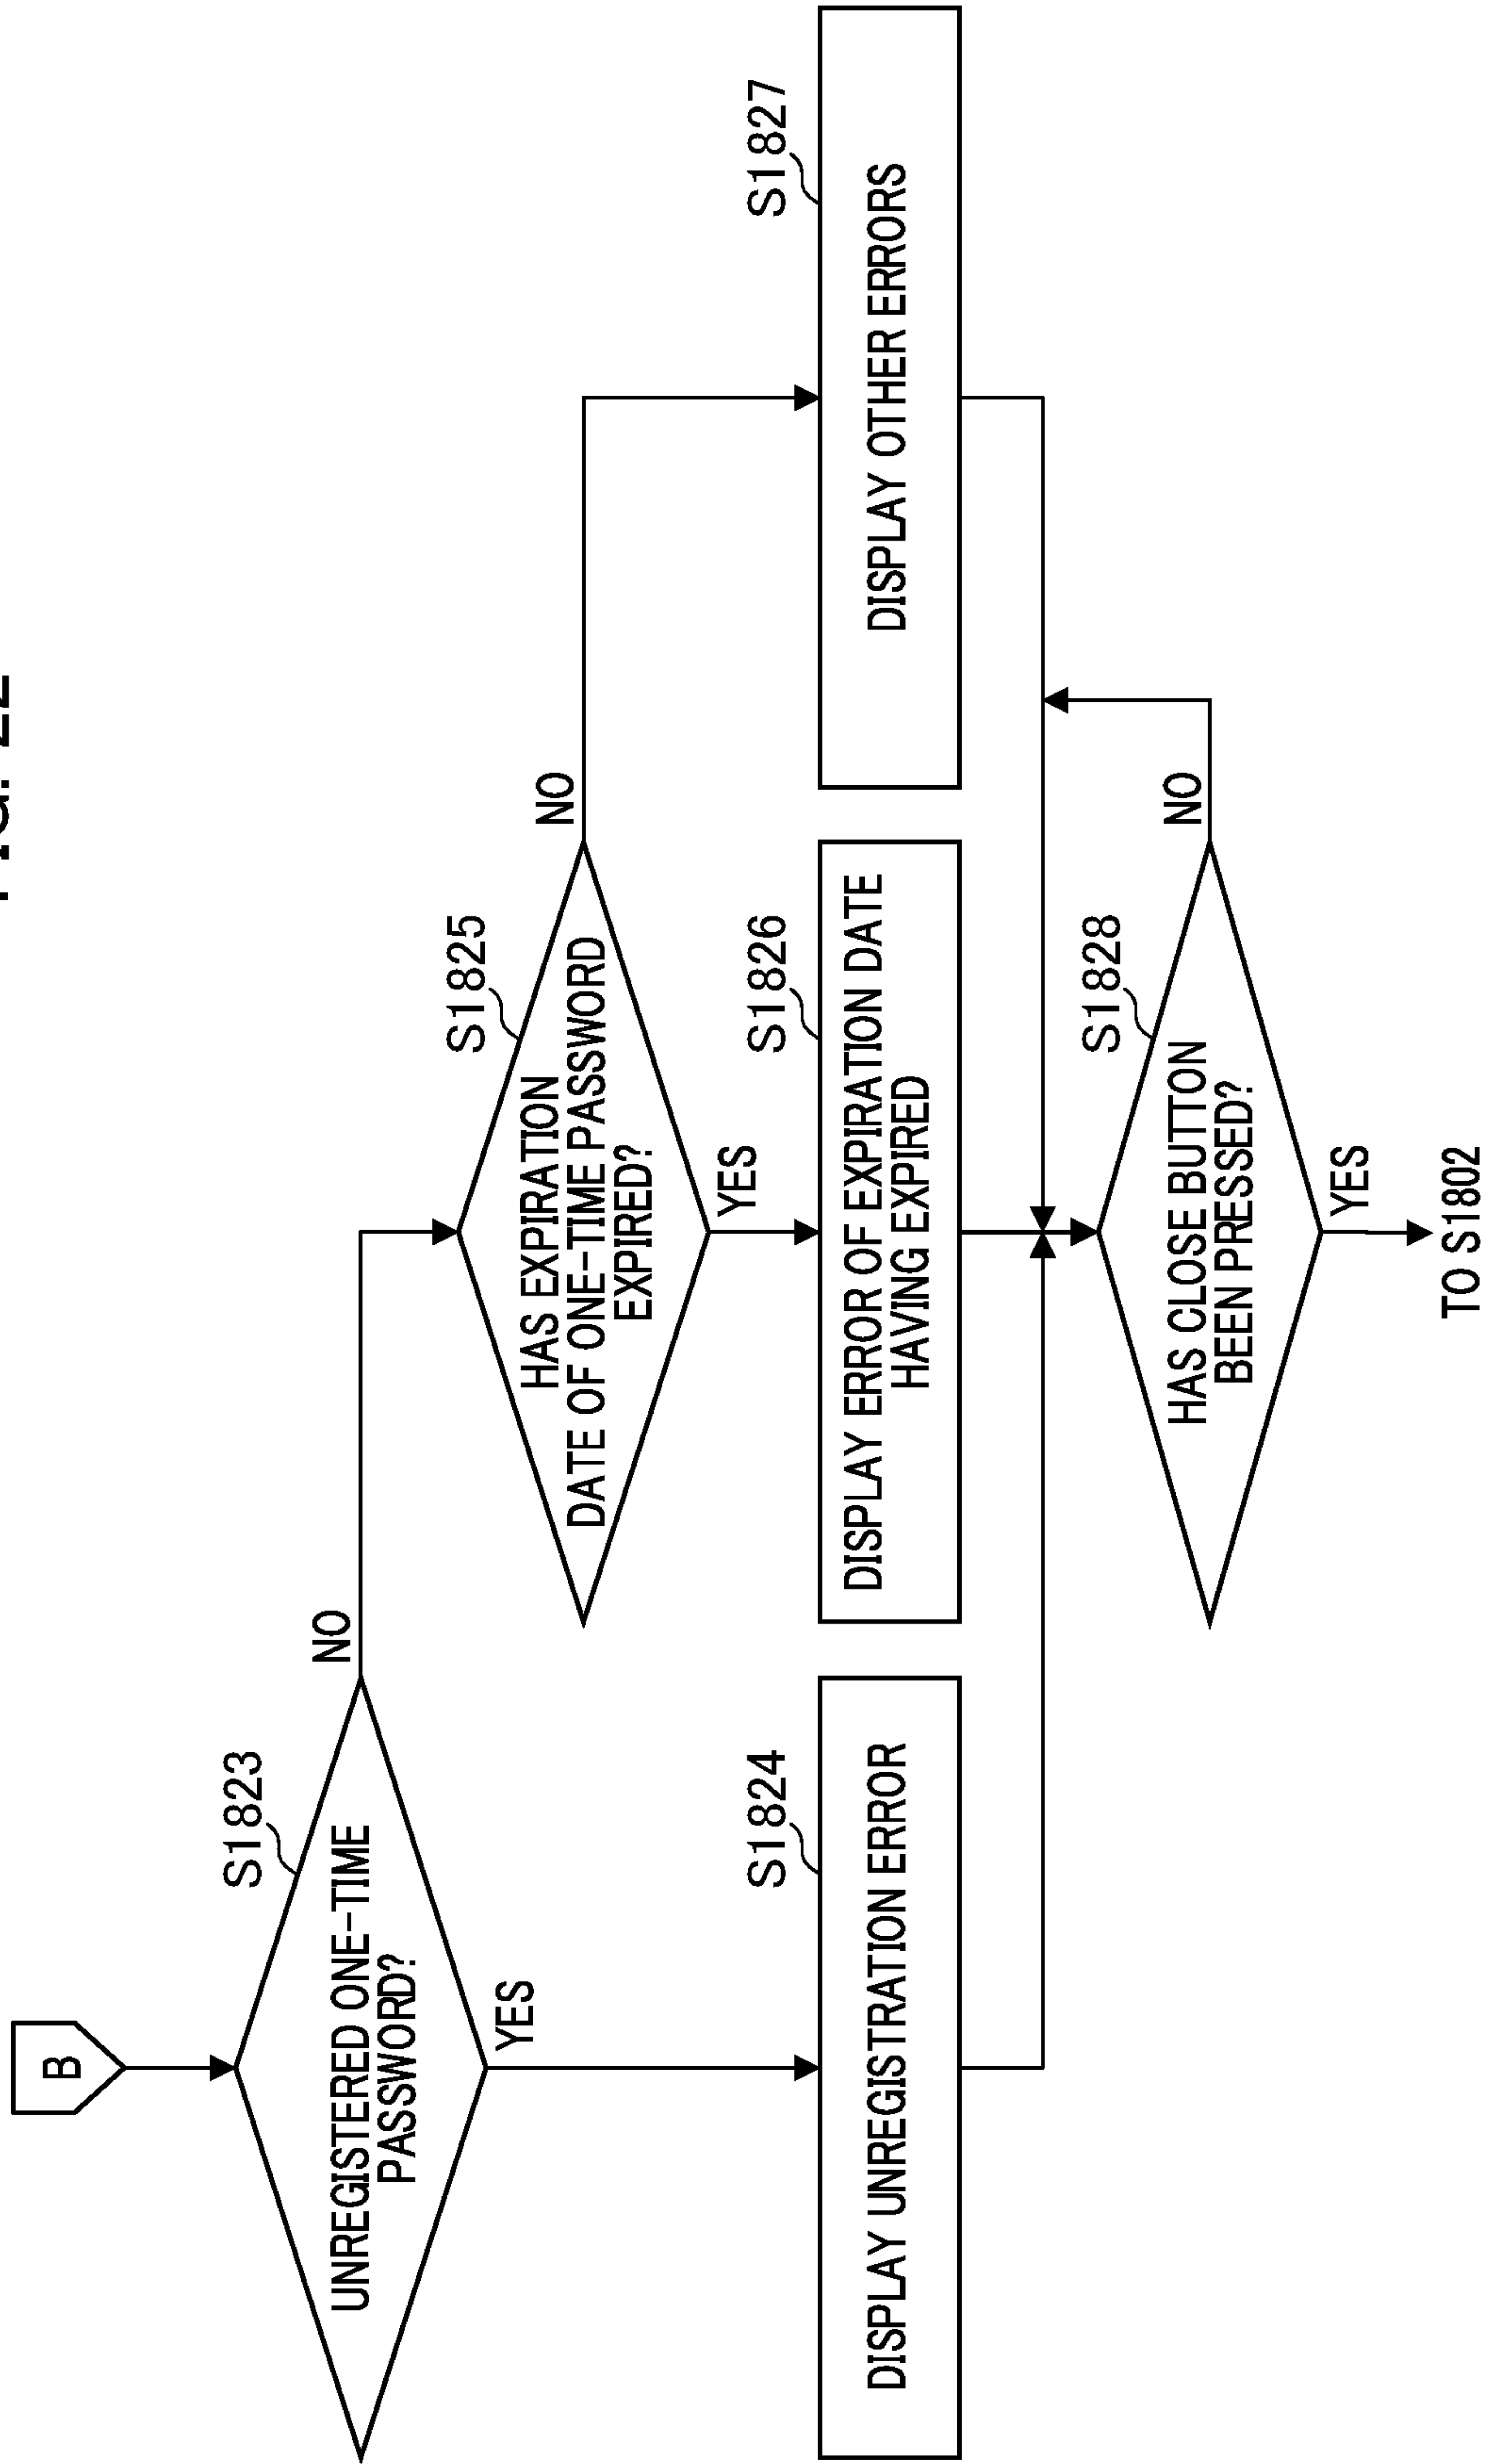 B
S1823
UNREGISTERED ONE-TIME
PASSWORD?
NO
YES
S1825
HAS EXPIRATION
DATE OF ONE-TIME PASSWORD
EXPIRED?
NO
YES
S1824
DISPLAY UNREGISTRATION ERROR
S1826
DISPLAY ERROR OF EXPIRATION DATE
HAVING EXPIRED
S1827
DISPLAY OTHER ERRORS
S1828
HAS CLOSE BUTTON
BEEN PRESSED?
NO
YES
TO S1802